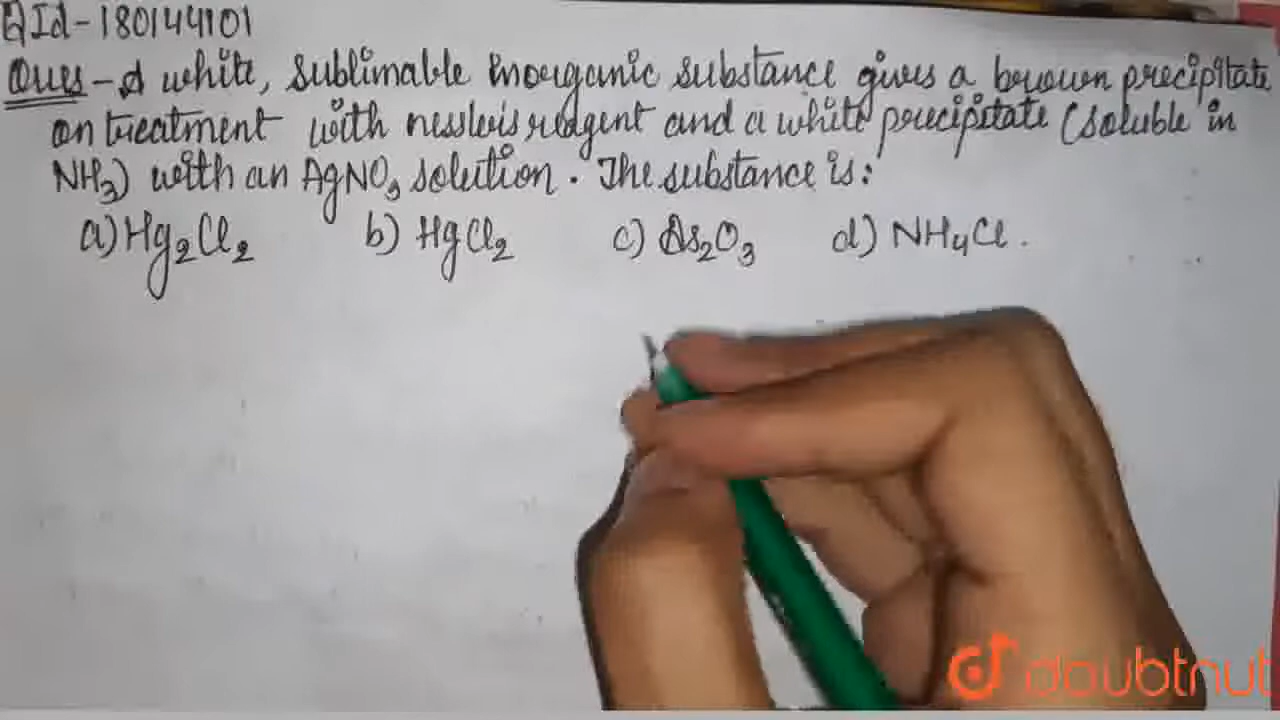 QId-180144101
Ques - A white, sublimable inorganic substance gives a brown precipitate
on treatment with nessler's reagent and a white precipitate (soluble in
NH3) with an AgNO3 solution. The substance is:
a) Hg2Cl2 b) HgCl2 c) As2O3 d) NH4Cl.
doubtnut